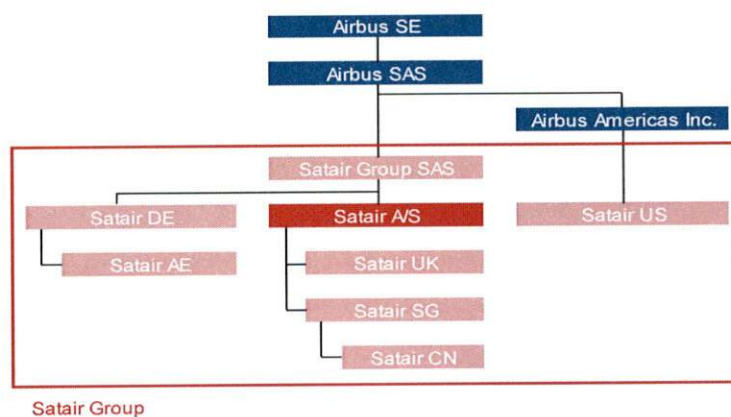 Airbus SE
Airbus SAS
Airbus Americas Inc.
Satair Group SAS
Satair DE
Satair A/S
Satair US
Satair AE
Satair UK
Satair SG
Satair CN
Satair Group